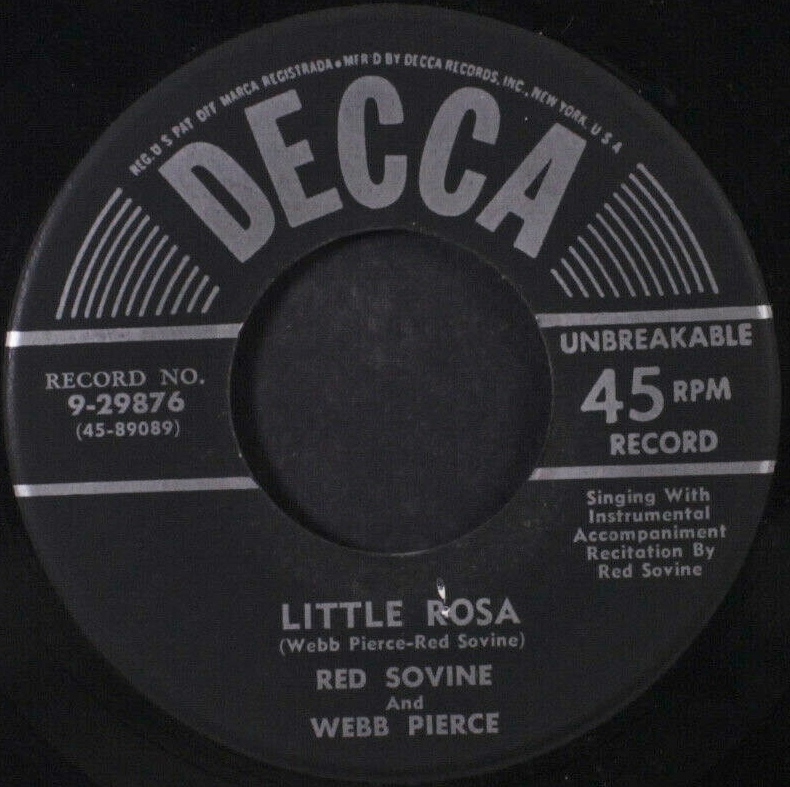 REG. U S PAT OFF MARCA REGISTRADA • MFR D BY DECCA RECORDS, INC., NEW YORK, U S A
DECCA
RECORD NO.
9-29876
(45-89089)
UNBREAKABLE
45 RPM
RECORD
Singing With
Instrumental
Accompaniment
Recitation By
Red Sovine
LITTLE ROSA
(Webb Pierce-Red Sovine)
RED SOVINE
And
WEBB PIERCE